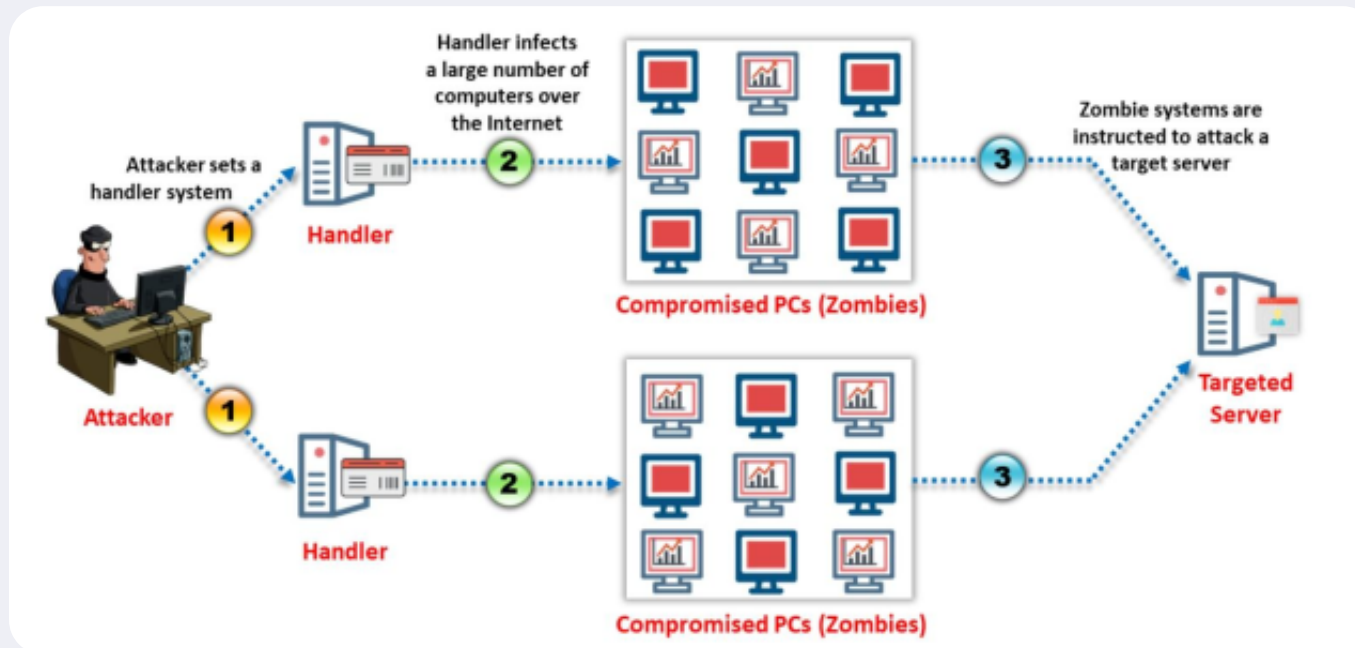 Attacker sets a
handler system
1
Handler
Handler infects
a large number of
computers over
the Internet
2
Compromised PCs (Zombies)
3
Zombie systems are
instructed to attack a
target server
Attacker
1
Handler
2
Compromised PCs (Zombies)
3
Targeted
Server